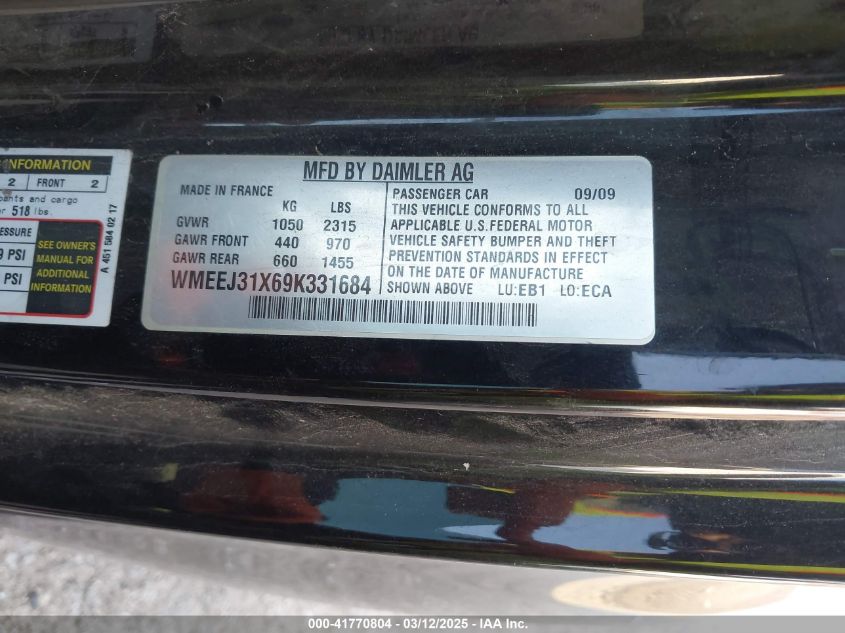 INFORMATION
2 FRONT 2
pants and cargo
518 lbs.
PRESSURE
PSI
PSI
SEE OWNER'S
MANUAL FOR
ADDITIONAL
INFORMATION
A 451 584 02 17
MFD BY DAIMLER AG
MADE IN FRANCE
KG LBS
GVWR 1050 2315
GAWR FRONT 440 970
GAWR REAR 660 1455
WMEEJ31X69K331684
PASSENGER CAR 09/09
THIS VEHICLE CONFORMS TO ALL
APPLICABLE U.S.FEDERAL MOTOR
VEHICLE SAFETY BUMPER AND THEFT
PREVENTION STANDARDS IN EFFECT
ON THE DATE OF MANUFACTURE
SHOWN ABOVE LU:EB1 LO:ECA
000-41770804 - 03/12/2025 - IAA Inc.